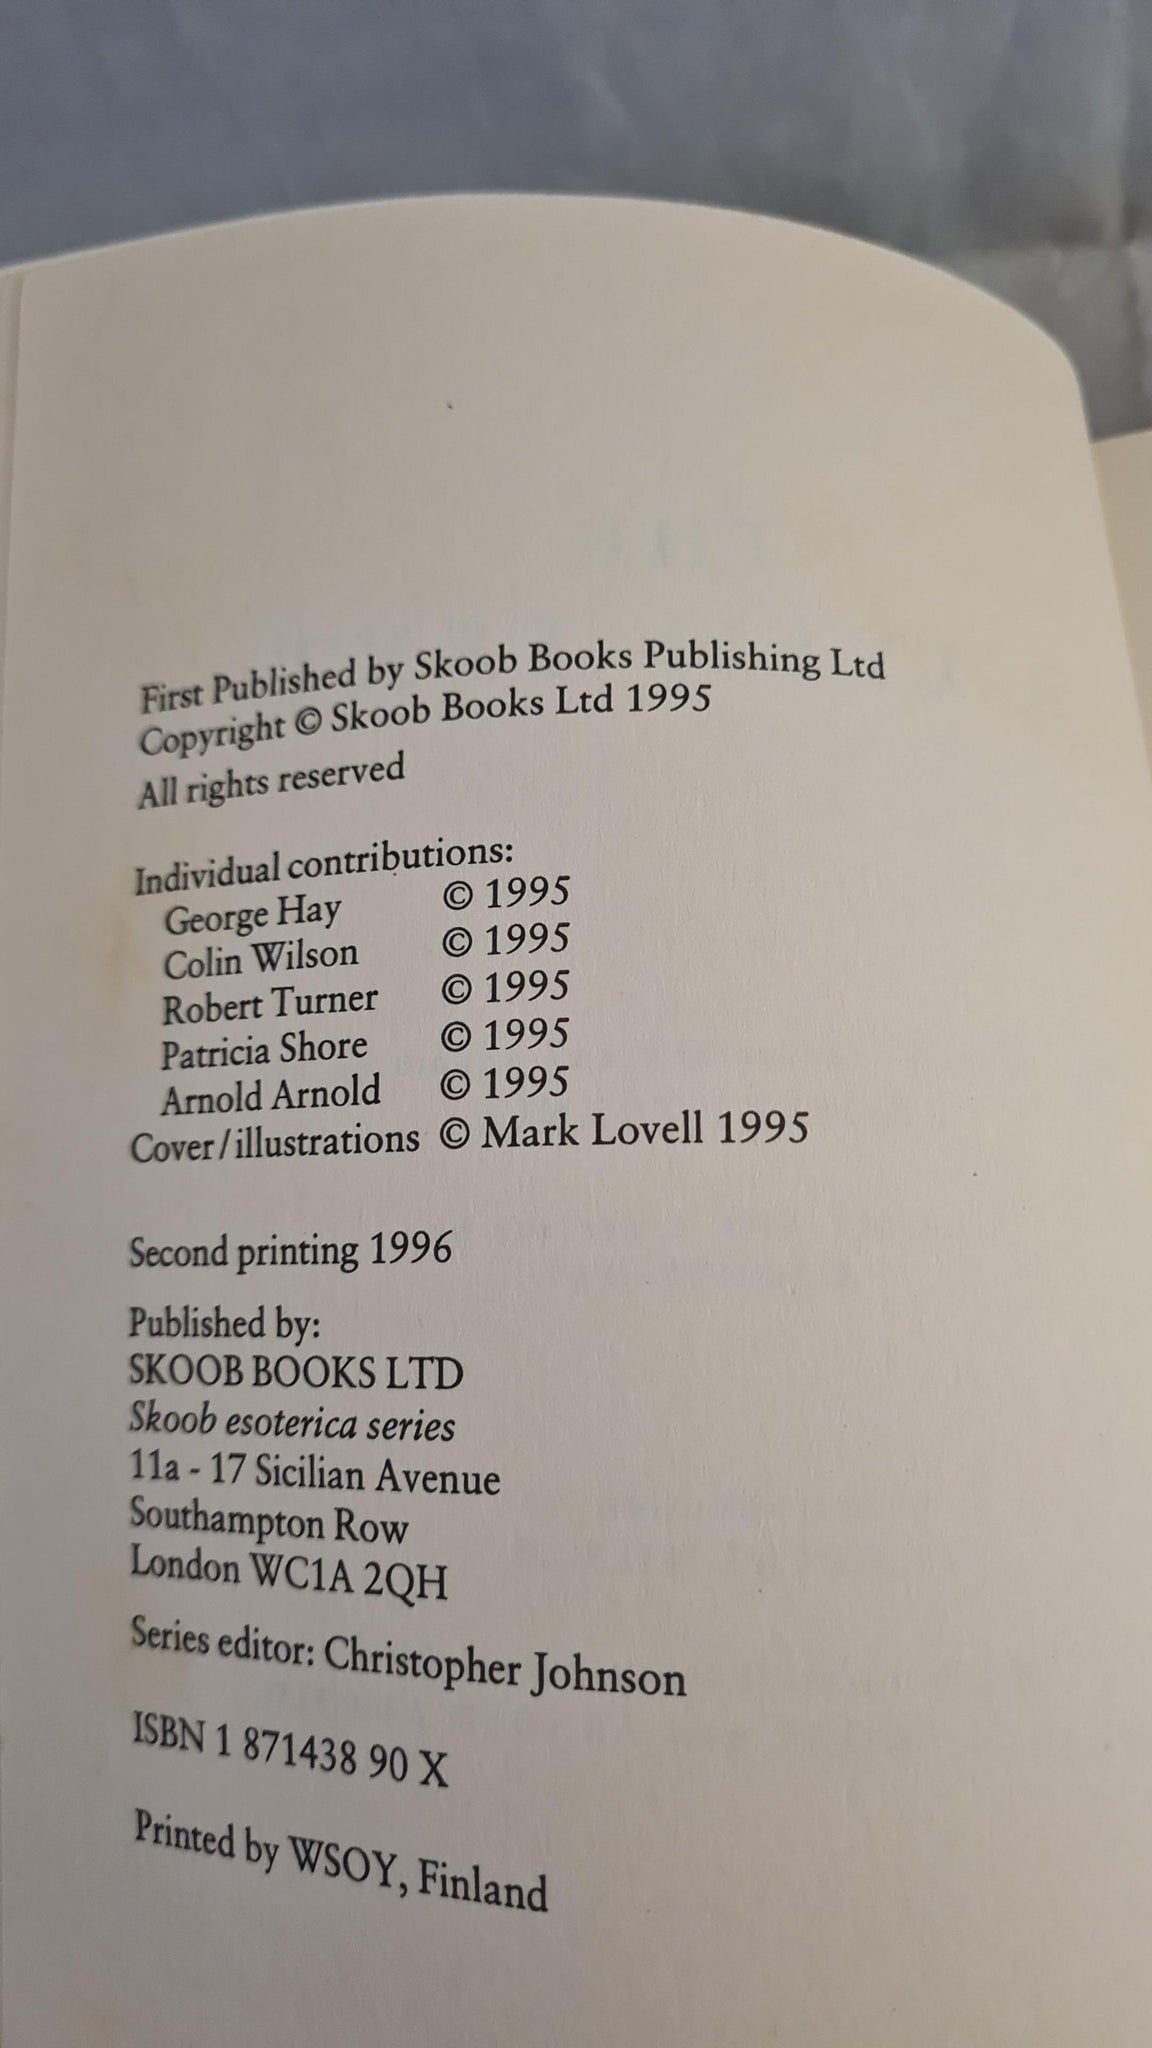 First Published by Skoob Books Publishing Ltd
Copyright © Skoob Books Ltd 1995
All rights reserved
Individual contributions:
George Hay © 1995
Colin Wilson © 1995
Robert Turner © 1995
Patricia Shore © 1995
Arnold Arnold © 1995
Cover/illustrations © Mark Lovell 1995
Second printing 1996
Published by:
SKOOB BOOKS LTD
Skoob esoterica series
11a - 17 Sicilian Avenue
Southampton Row
London WC1A 2QH
Series editor: Christopher Johnson
ISBN 1 871438 90 X
Printed by WSOY, Finland